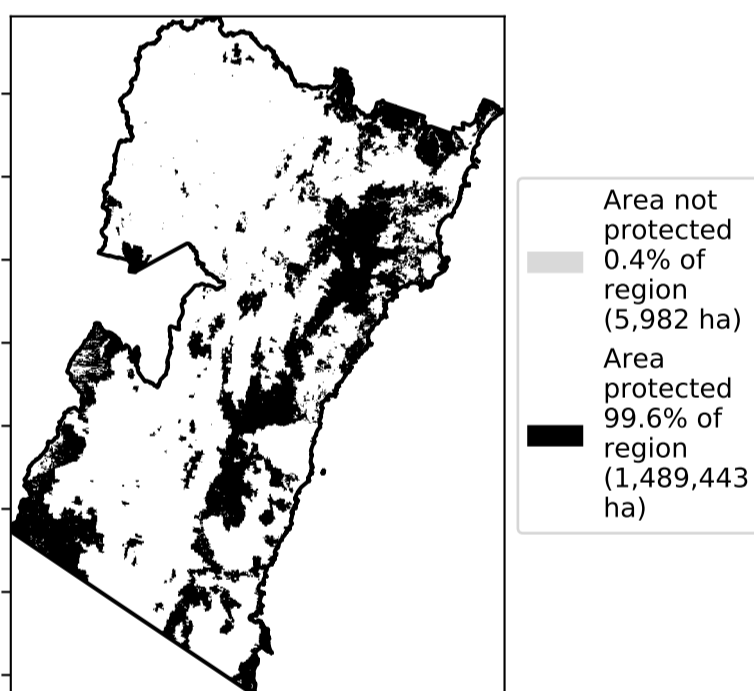 Area not
protected
0.4% of
region
(5,982 ha)
Area
protected
99.6% of
region
(1,489,443
ha)